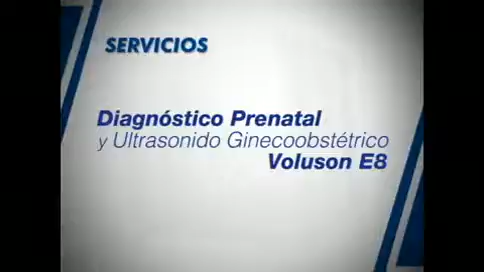 SERVICIOS
Diagnóstico Prenatal
y Ultrasonido Ginecoobstétrico
Voluson E8